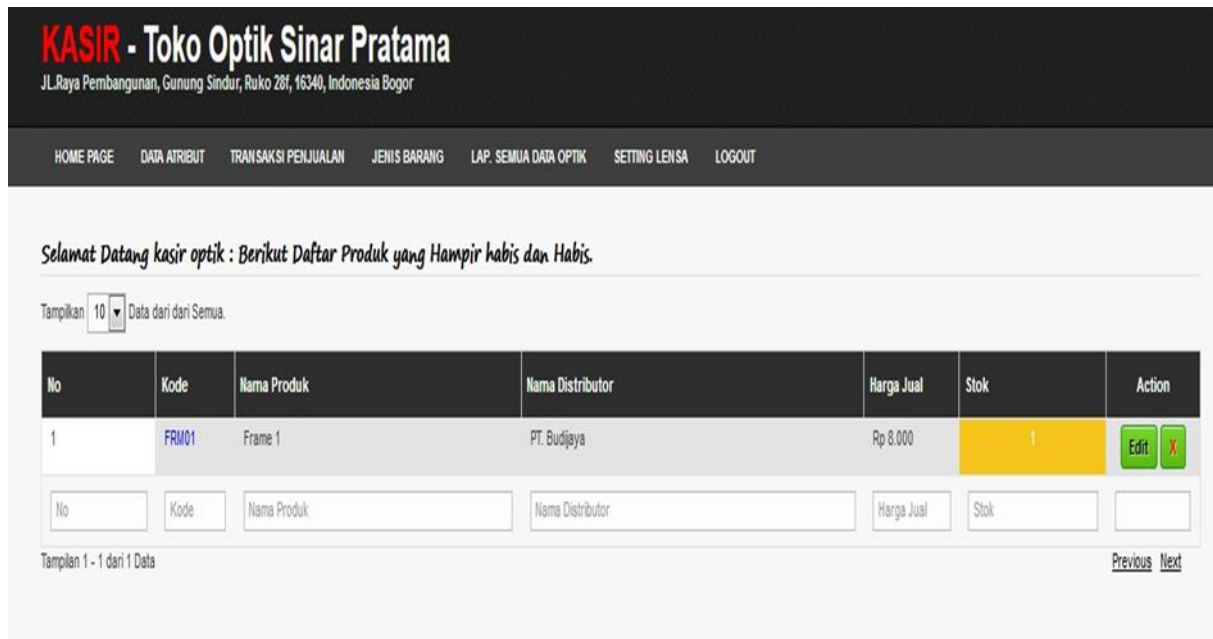 KASIR - Toko Optik Sinar Pratama
JL.Raya Pembangunan, Gunung Sindur, Ruko 28f, 16340, Indonesia Bogor
HOME PAGE DATA ATRIBUT TRANSAKSI PENJUALAN JENIS BARANG LAP. SEMUA DATA OPTIK SETTING LENSA LOGOUT
Selamat Datang kasir optik : Berikut Daftar Produk yang Hampir habis dan Habis.
Tampilkan 10 Data dari dari Semua.
No Kode Nama Produk Nama Distributor Harga Jual Stok Action
1 FRM01 Frame 1 PT. Budijaya Rp 8.000 1 Edit X
No Kode Nama Produk Nama Distributor Harga Jual Stok
Tampilan 1 - 1 dari 1 Data Previous Next